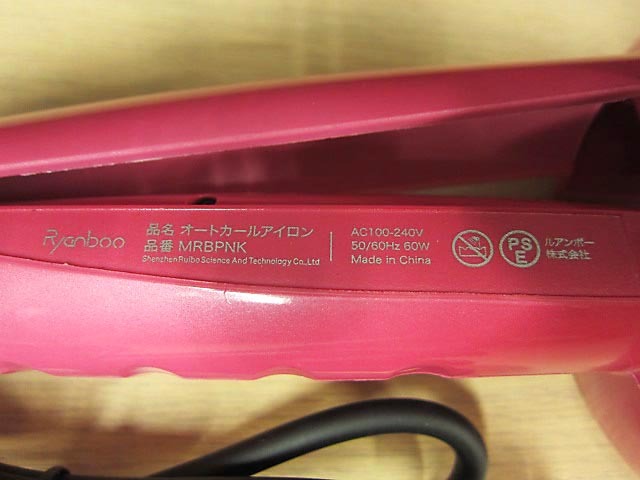 Ryanboo
品名 オートカールアイロン
品番 MRBPNK
Shenzhen Ruibo Science And Technology Co.,Ltd
AC100-240V
50/60Hz 60W
Made in China
PS
E
ルアンボー
株式会社